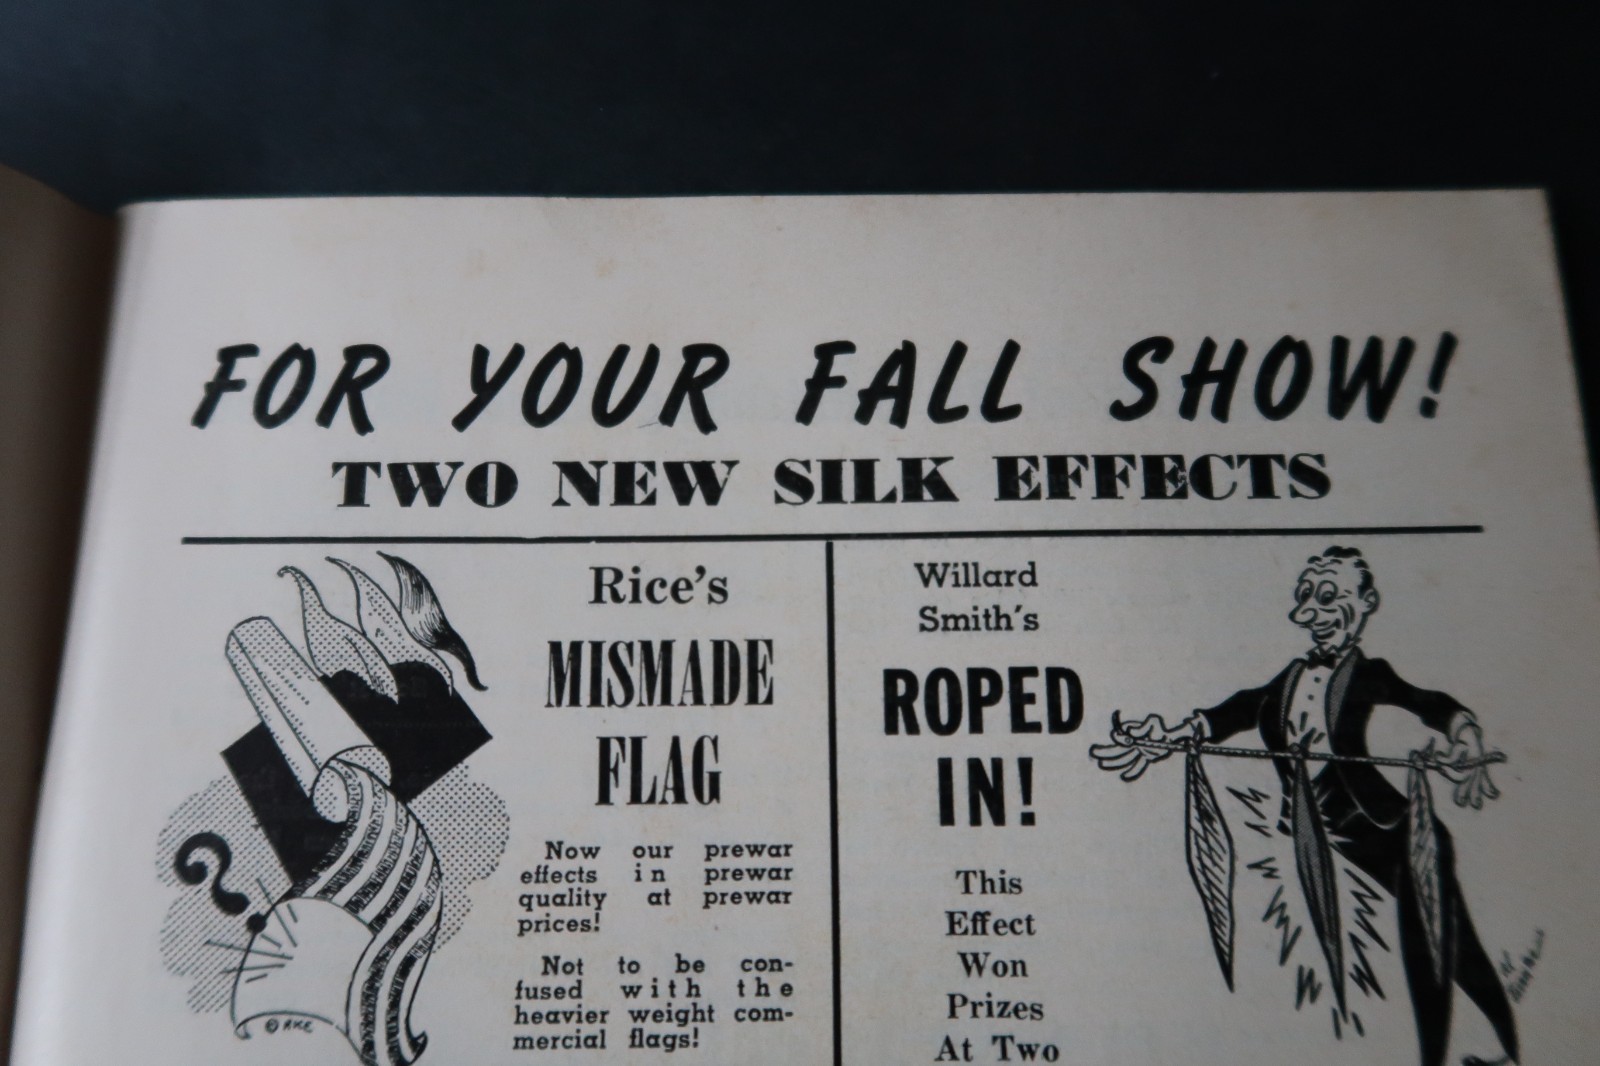 FOR YOUR FALL SHOW!
TWO NEW SILK EFFECTS
Rice's
MISMADE
FLAG
Now our prewar
effects in prewar
quality at prewar
prices!
Not to be con-
fused with the
heavier weight com-
mercial flags!
?
© AKE
Willard
Smith's
ROPED
IN!
This
Effect
Won
Prizes
At Two